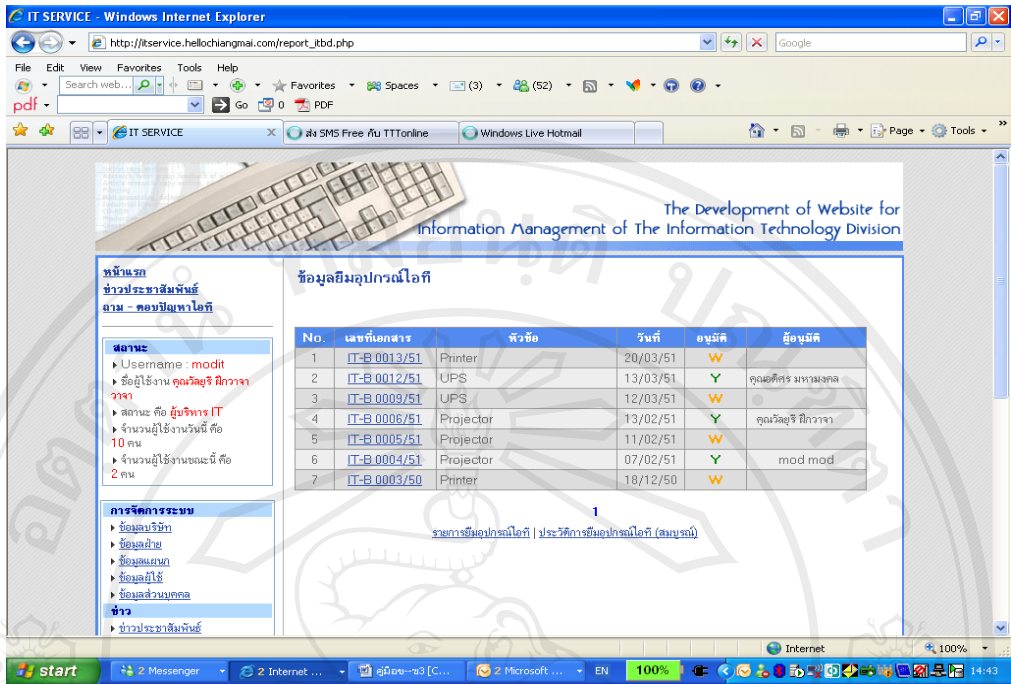 IT SERVICE - Windows Internet Explorer
http://itservice.hellochiangmai.com/report_itbd.php
Google
File Edit View Favorites Tools Help
Search web... Favorites Spaces (3) (52)
pdf Go 0 PDF
IT SERVICE ส่ง SMS Free กับ TTTonline Windows Live Hotmail Page Tools
The Development of Website for
Information Management of The Information Technology Division
หน้าแรก
ข่าวประชาสัมพันธ์
ถาม - ตอบปัญหาไอที
ข้อมูลยืมอุปกรณ์ไอที
สถานะ
Username : modit
ชื่อผู้ใช้งาน คุณวัลยุรี ฝักวาจา
วาจา
สถานะ คือ ผู้บริหาร IT
จำนวนผู้ใช้งานวันนี้ คือ
10 คน
จำนวนผู้ใช้งานขณะนี้ คือ
2 คน
No. เลขที่เอกสาร หัวข้อ วันที่ อนุมัติ ผู้อนุมัติ
1 IT-B 0013/51 Printer 20/03/51 W
2 IT-B 0012/51 UPS 13/03/51 Y คุณอดิศร มหามงคล
3 IT-B 0009/51 UPS 12/03/51 W
4 IT-B 0006/51 Projector 13/02/51 Y คุณวัลยุรี ฝักวาจา
5 IT-B 0005/51 Projector 11/02/51 W
6 IT-B 0004/51 Projector 07/02/51 Y mod mod
7 IT-B 0003/50 Printer 18/12/50 W
1
รายการยืมอุปกรณ์ไอที | ประวัติการยืมอุปกรณ์ไอที (สมบูรณ์)
การจัดการระบบ
ข้อมูลบริษัท
ข้อมูลฝ่าย
ข้อมูลแผนก
ข้อมูลผู้ใช้
ข้อมูลส่วนบุคคล
ข่าว
ข่าวประชาสัมพันธ์
Internet 100%
start 2 Messenger 2 Internet ... คู่มือข--ข3 [C... 2 Microsoft ... EN 100% 14:43